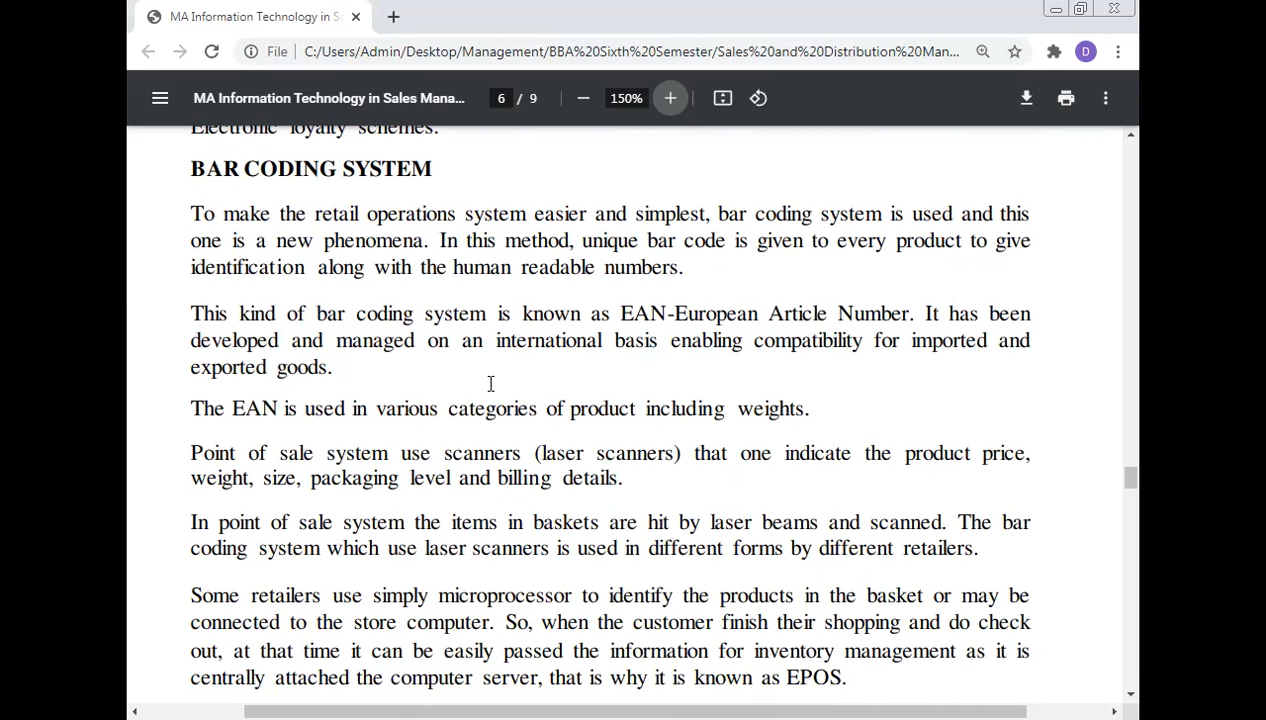 MA Information Technology in S
File C:/Users/Admin/Desktop/Management/BBA%20Sixth%20Semester/Sales%20and%20Distribution%20Man... D
MA Information Technology in Sales Mana... 6 / 9 150%
Electronic loyalty schemes.
BAR CODING SYSTEM
To make the retail operations system easier and simplest, bar coding system is used and this
one is a new phenomena. In this method, unique bar code is given to every product to give
identification along with the human readable numbers.
This kind of bar coding system is known as EAN-European Article Number. It has been
developed and managed on an international basis enabling compatibility for imported and
exported goods.
The EAN is used in various categories of product including weights.
Point of sale system use scanners (laser scanners) that one indicate the product price,
weight, size, packaging level and billing details.
In point of sale system the items in baskets are hit by laser beams and scanned. The bar
coding system which use laser scanners is used in different forms by different retailers.
Some retailers use simply microprocessor to identify the products in the basket or may be
connected to the store computer. So, when the customer finish their shopping and do check
out, at that time it can be easily passed the information for inventory management as it is
centrally attached the computer server, that is why it is known as EPOS.